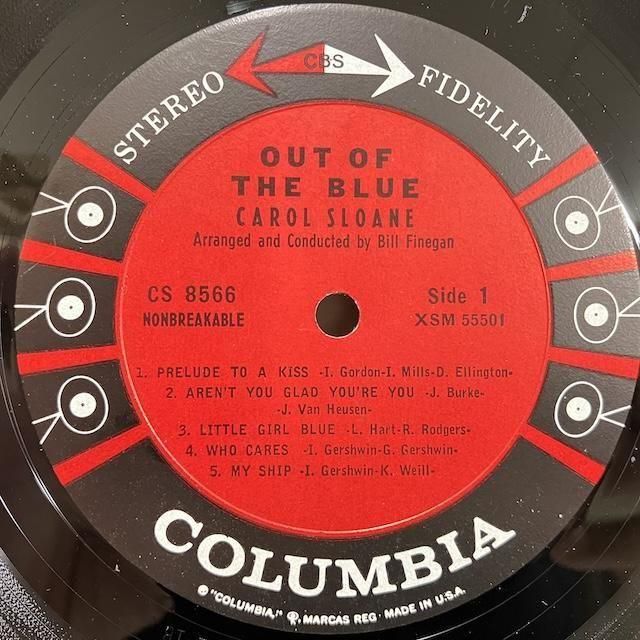 CBS
STEREO FIDELITY
OUT OF
THE BLUE
CAROL SLOANE
Arranged and Conducted by Bill Finegan
CS 8566 Side 1
NONBREAKABLE XSM 55501
1. PRELUDE TO A KISS -I. Gordon-I. Mills-D. Ellington-
2. AREN'T YOU GLAD YOU'RE YOU -J. Burke-
-J. Van Heusen-
3. LITTLE GIRL BLUE -L. Hart-R. Rodgers-
4. WHO CARES -I. Gershwin-G. Gershwin-
5. MY SHIP -I. Gershwin-K. Weill-
COLUMBIA
® "COLUMBIA," MARCAS REG. MADE IN U.S.A.